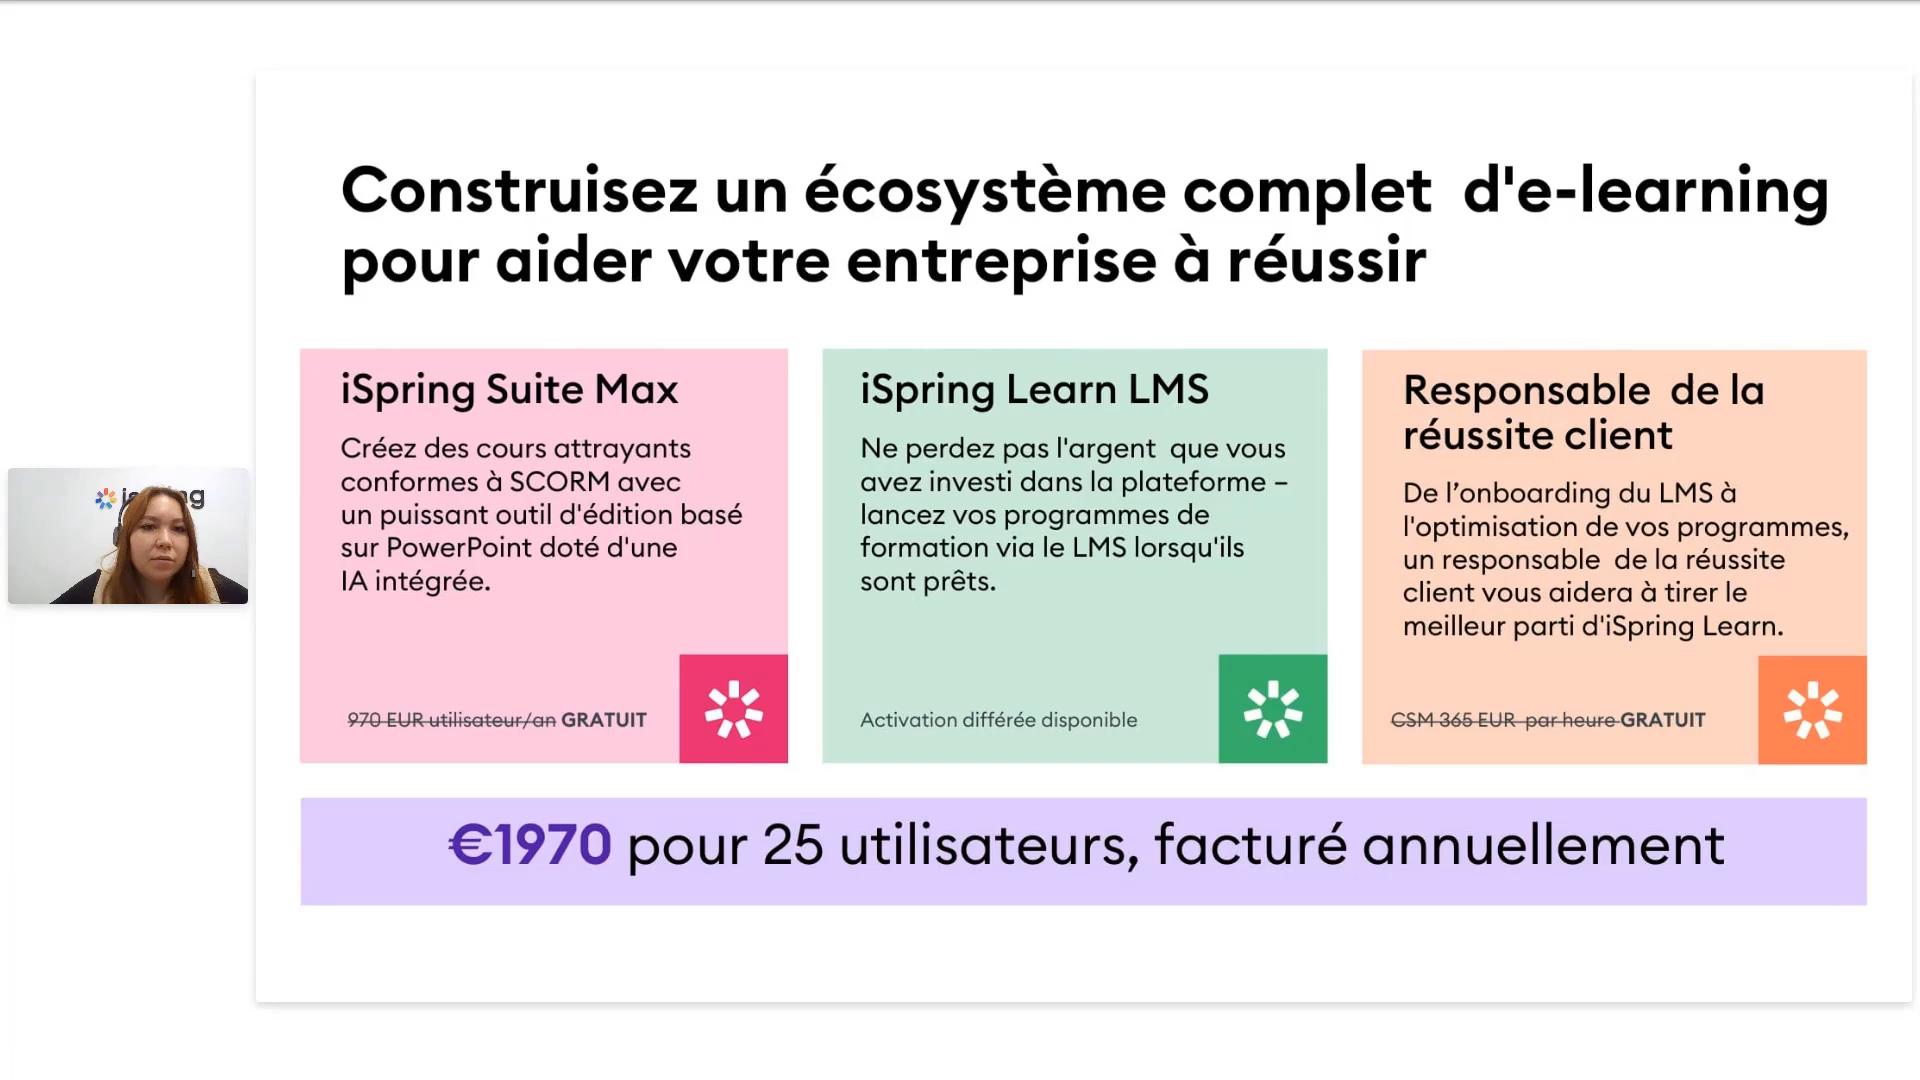 Construisez un écosystème complet  d'e-learning
pour aider votre entreprise à réussir
iSpring Suite Max
Créez des cours attrayants
conformes à SCORM avec
un puissant outil d'édition basé
sur PowerPoint doté d'une
IA intégrée.
970 EUR utilisateur/an GRATUIT
iSpring Learn LMS
Ne perdez pas l'argent  que vous
avez investi dans la plateforme –
lancez vos programmes de
formation via le LMS lorsqu'ils
sont prêts.
Activation différée disponible
Responsable  de la
réussite client
De l’onboarding du LMS à
l'optimisation de vos programmes,
un responsable  de la réussite
client vous aidera à tirer le
meilleur parti d'iSpring Learn.
CSM 365 EUR  par heure GRATUIT
€1970 pour 25 utilisateurs, facturé annuellement